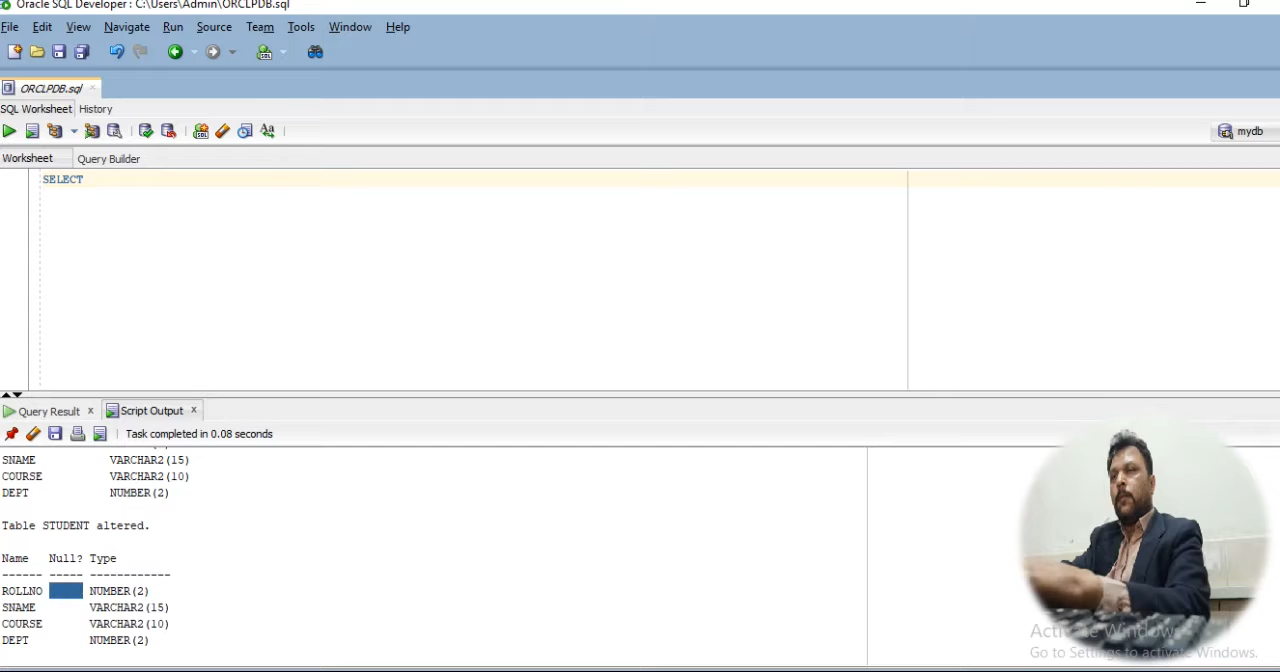 Oracle SQL Developer : C:\Users\Admin\ORCLPDB.sql
File Edit View Navigate Run Source Team Tools Window Help
ORCLPDB.sql
SQL Worksheet History
mydb
Worksheet Query Builder
SELECT
Query Result x Script Output x
Task completed in 0.08 seconds
SNAME VARCHAR2(15)
COURSE VARCHAR2(10)
DEPT NUMBER(2)
Table STUDENT altered.
Name Null? Type
------ ----- ------------
ROLLNO NUMBER(2)
SNAME VARCHAR2(15)
COURSE VARCHAR2(10)
DEPT NUMBER(2)
Activate Windows
Go to Settings to activate Windows.